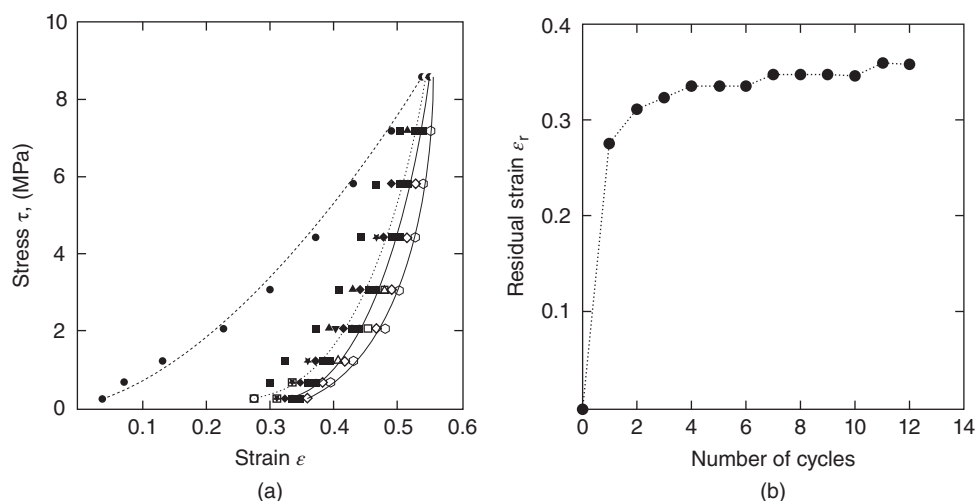 10
8
6
4
2
0
Stress τ, (MPa)
0.1 0.2 0.3 0.4 0.5 0.6
Strain ε
(a)
0.4
0.3
0.2
0.1
Residual strain εr
0 2 4 6 8 10 12 14
Number of cycles
(b)